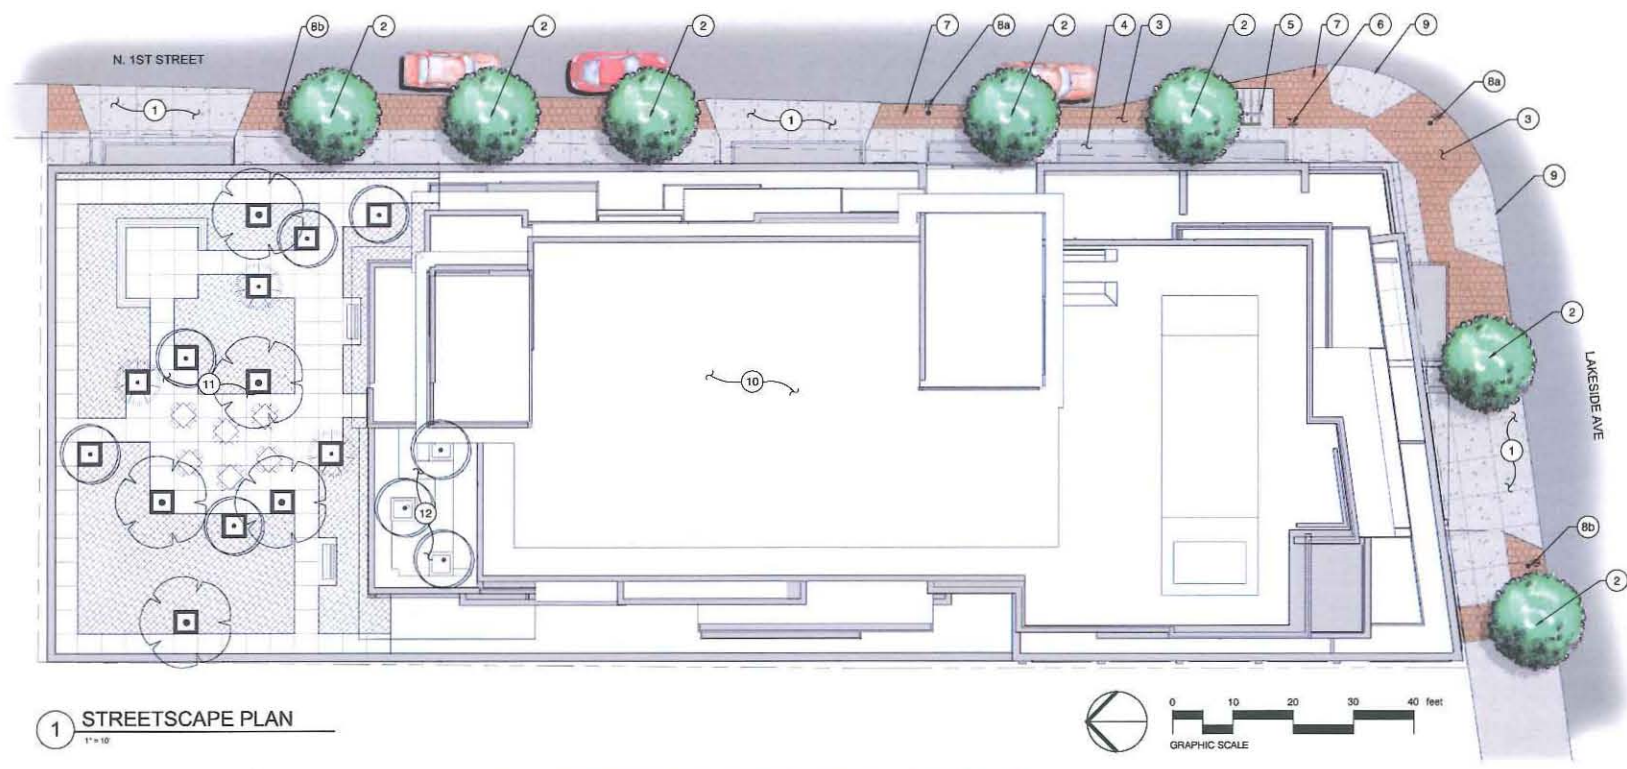 8b
2
2
2
7
8a
2
4
3
2
5
7
6
9
N. 1ST STREET
8a
1
1
3
9
2
11
10
LAKESIDE AVE
1
12
8b
2
1 STREETSCAPE PLAN
1" = 10'
0 10 20 30 40 feet
GRAPHIC SCALE